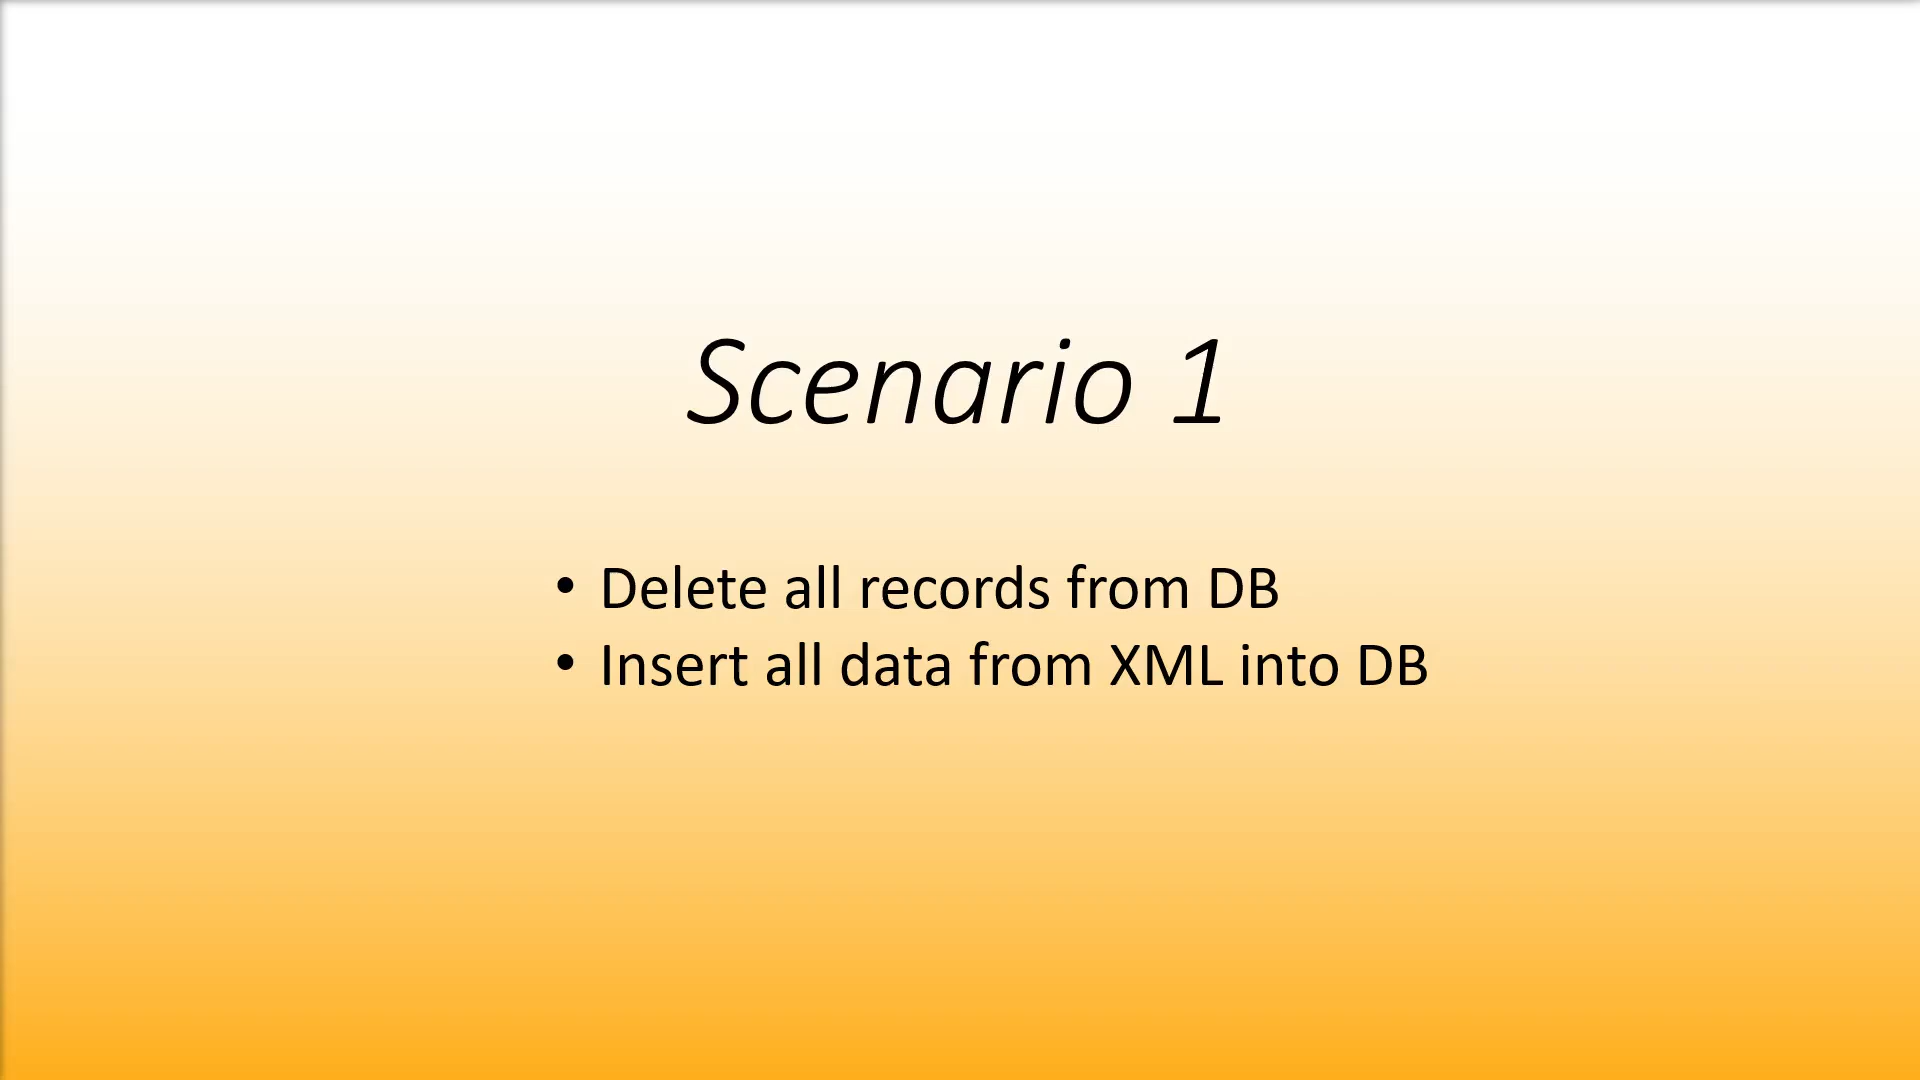 Scenario 1
• Delete all records from DB
• Insert all data from XML into DB